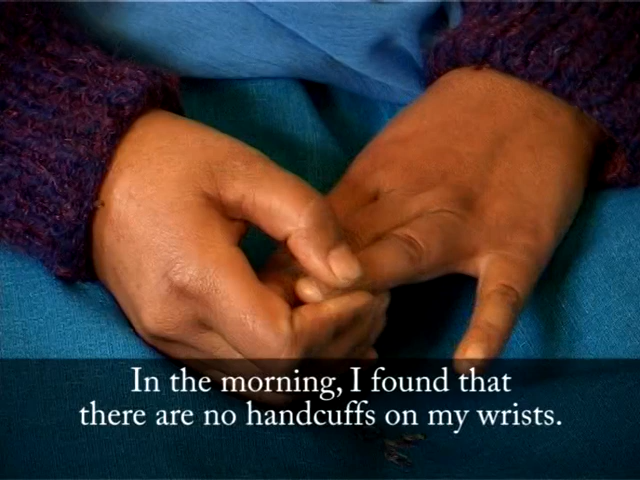 In the morning, I found that
there are no handcuffs on my wrists.